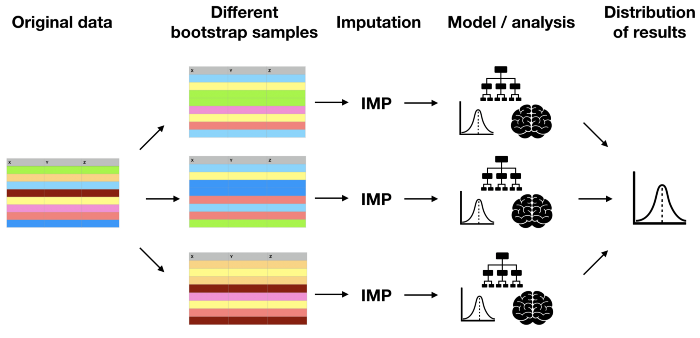 Original data
Different
bootstrap samples
Imputation
Model / analysis
Distribution
of results
X Y Z
IMP
X Y Z
X Y Z
IMP
X Y Z
IMP